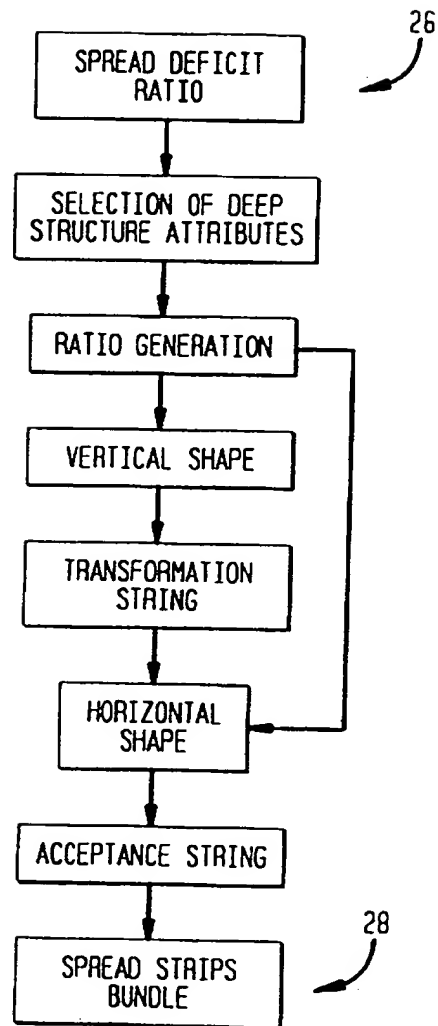 26
SPREAD DEFICIT
RATIO
SELECTION OF DEEP
STRUCTURE ATTRIBUTES
RATIO GENERATION
VERTICAL SHAPE
TRANSFORMATION
STRING
HORIZONTAL
SHAPE
ACCEPTANCE STRING
28
SPREAD STRIPS
BUNDLE